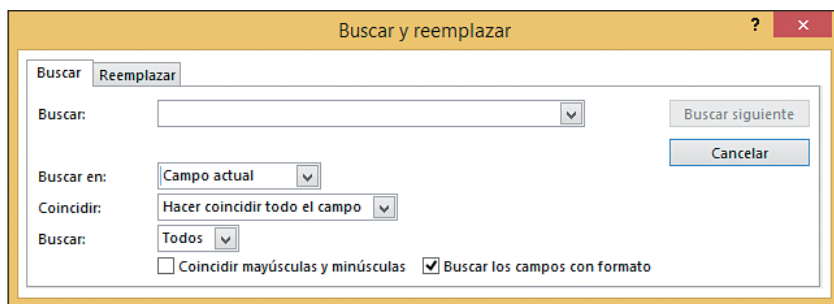 Buscar y reemplazar ? ×
Buscar Reemplazar
Buscar: Buscar siguiente
Cancelar
Buscar en: Campo actual
Coincidir: Hacer coincidir todo el campo
Buscar: Todos
Coincidir mayúsculas y minúsculas Buscar los campos con formato